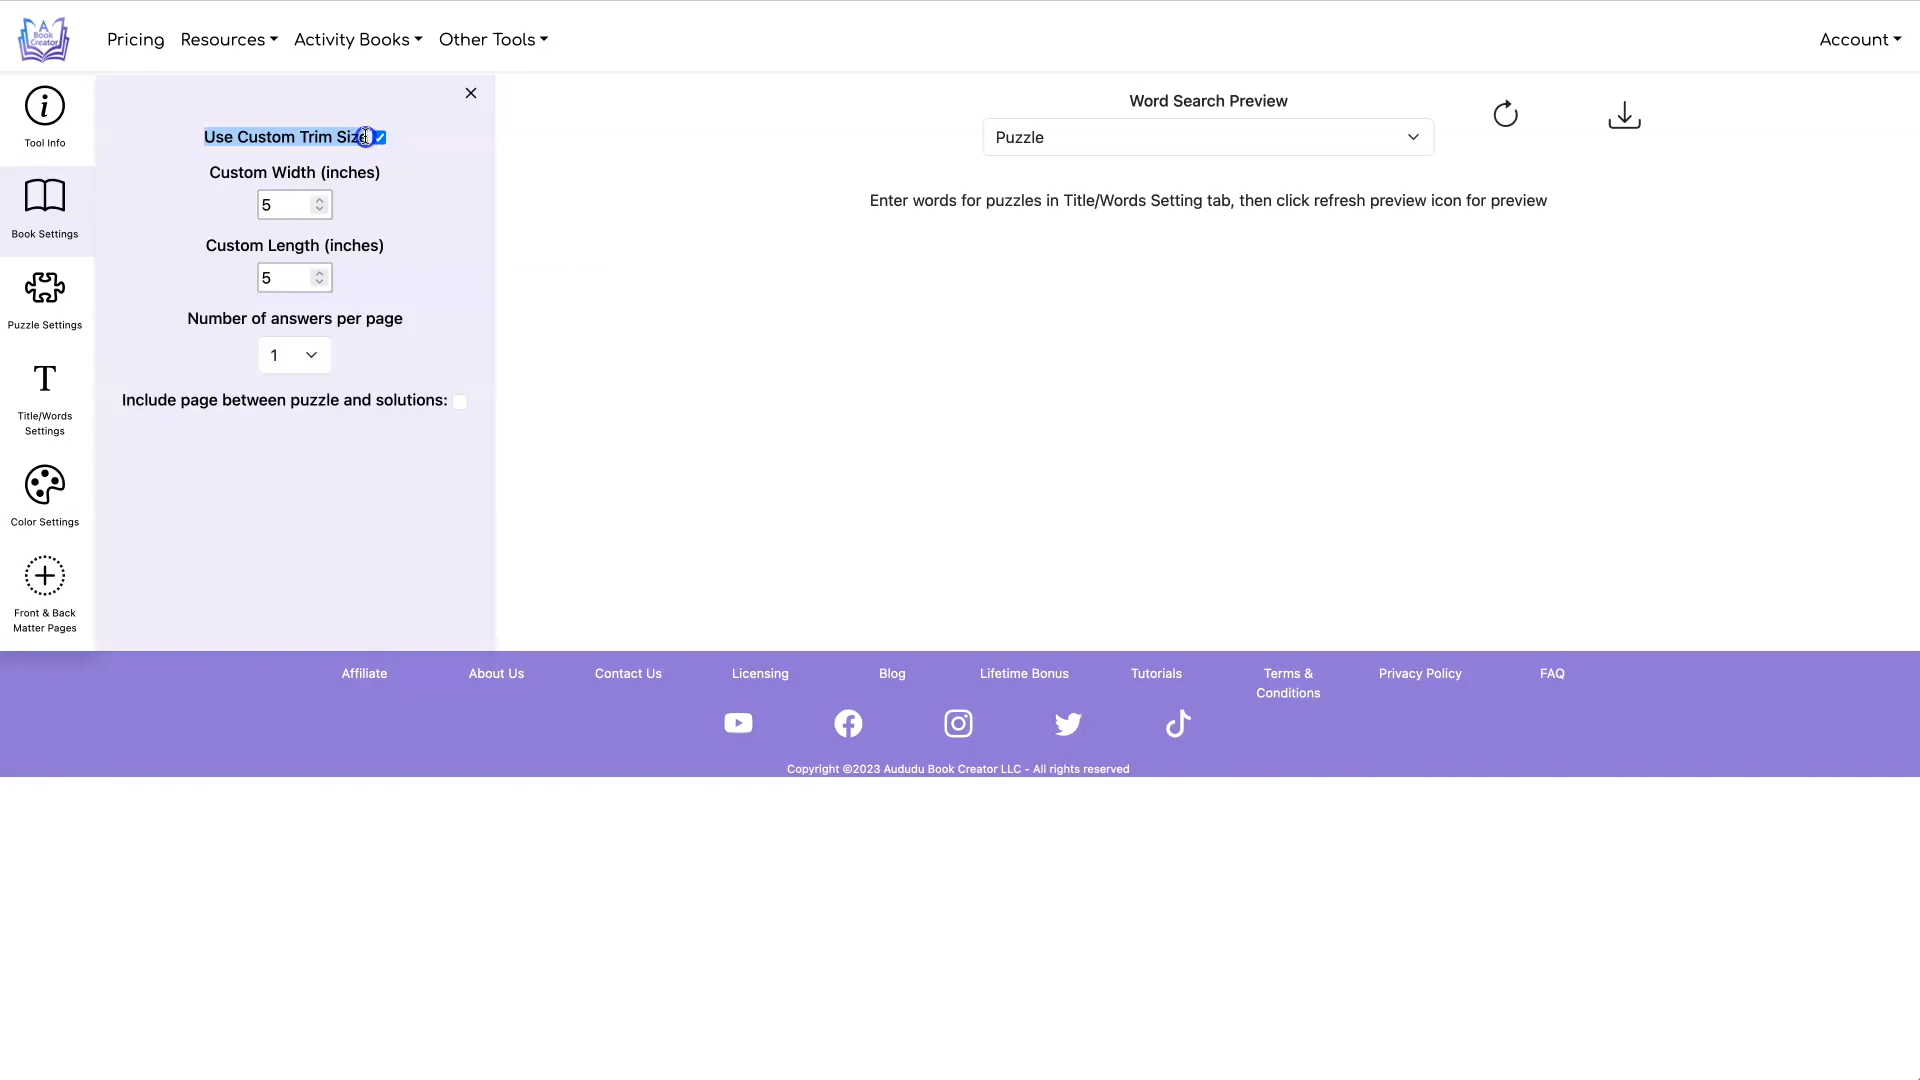 A
Book
Creator
Pricing
Resources
Activity Books
Other Tools
Account
Tool Info
Book Settings
Puzzle Settings
Title/Words
Settings
Color Settings
Front & Back
Matter Pages
Use Custom Trim Size
Custom Width (inches)
5
Custom Length (inches)
5
Number of answers per page
1
Include page between puzzle and solutions:
Word Search Preview
Puzzle
Enter words for puzzles in Title/Words Setting tab, then click refresh preview icon for preview
Affiliate
About Us
Contact Us
Licensing
Blog
Lifetime Bonus
Tutorials
Terms &
Conditions
Privacy Policy
FAQ
Copyright ©2023 Aududu Book Creator LLC - All rights reserved